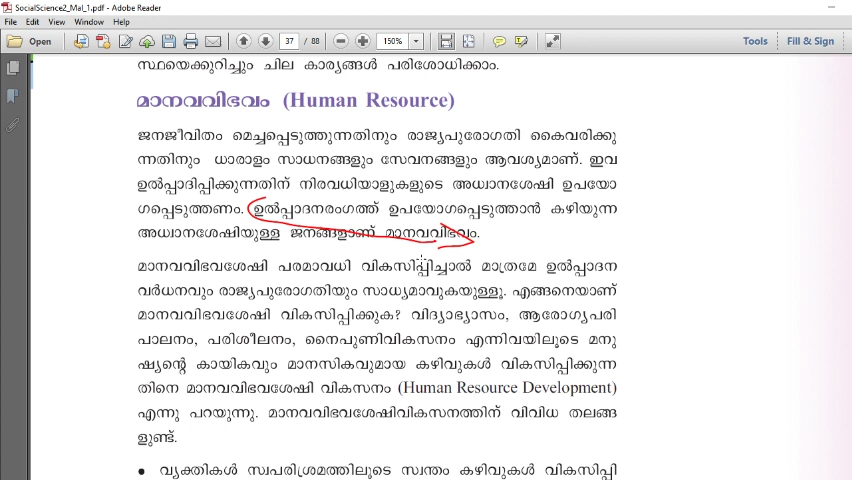 SocialScience2_Mal_1.pdf - Adobe Reader
File Edit View Window Help
Open 37 / 88 150% Tools Fill & Sign
സ്ഥയെക്കുറിച്ചും ചില കാര്യങ്ങൾ പരിശോധിക്കാം.
മാനവവിഭവം (Human Resource)
ജനജീവിതം മെച്ചപ്പെടുത്തുന്നതിനും രാജ്യപുരോഗതി കൈവരിക്കു
ന്നതിനും ധാരാളം സാധനങ്ങളും സേവനങ്ങളും ആവശ്യമാണ്. ഇവ
ഉൽപ്പാദിപ്പിക്കുന്നതിന് നിരവധിയാളുകളുടെ അധ്വാനശേഷി ഉപയോ
ഗപ്പെടുത്തണം. ഉൽപ്പാദനരംഗത്ത് ഉപയോഗപ്പെടുത്താൻ കഴിയുന്ന
അധ്വാനശേഷിയുള്ള ജനങ്ങളാണ് മാനവവിഭവം.
മാനവവിഭവശേഷി പരമാവധി വികസിപ്പിച്ചാൽ മാത്രമേ ഉൽപ്പാദന
വർധനവും രാജ്യപുരോഗതിയും സാധ്യമാവുകയുള്ളൂ. എങ്ങനെയാണ്
മാനവവിഭവശേഷി വികസിപ്പിക്കുക? വിദ്യാഭ്യാസം, ആരോഗ്യപരി
പാലനം, പരിശീലനം, നൈപുണിവികസനം എന്നിവയിലൂടെ മനു
ഷ്യന്റെ കായികവും മാനസികവുമായ കഴിവുകൾ വികസിപ്പിക്കുന്ന
തിനെ മാനവവിഭവശേഷി വികസനം (Human Resource Development)
എന്നു പറയുന്നു. മാനവവിഭവശേഷിവികസനത്തിന് വിവിധ തലങ്ങ
ളുണ്ട്.
• വ്യക്തികൾ സ്വപരിശ്രമത്തിലൂടെ സ്വന്തം കഴിവുകൾ വികസിപ്പി